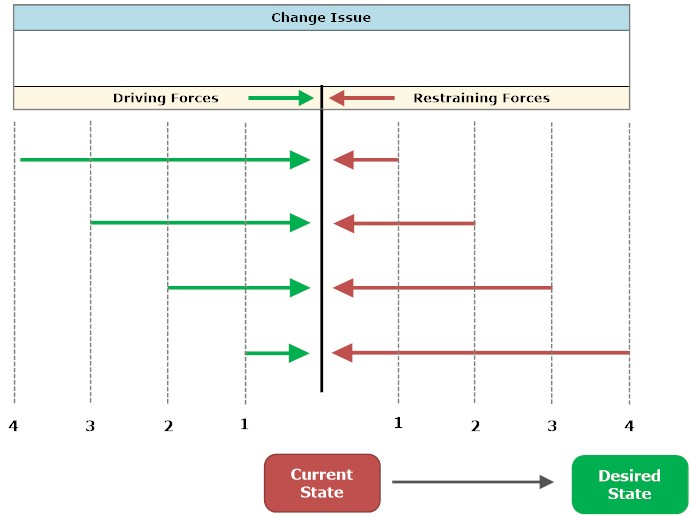 Change Issue
Driving Forces
Restraining Forces
4
3
2
1
1
2
3
4
Current
State
Desired
State